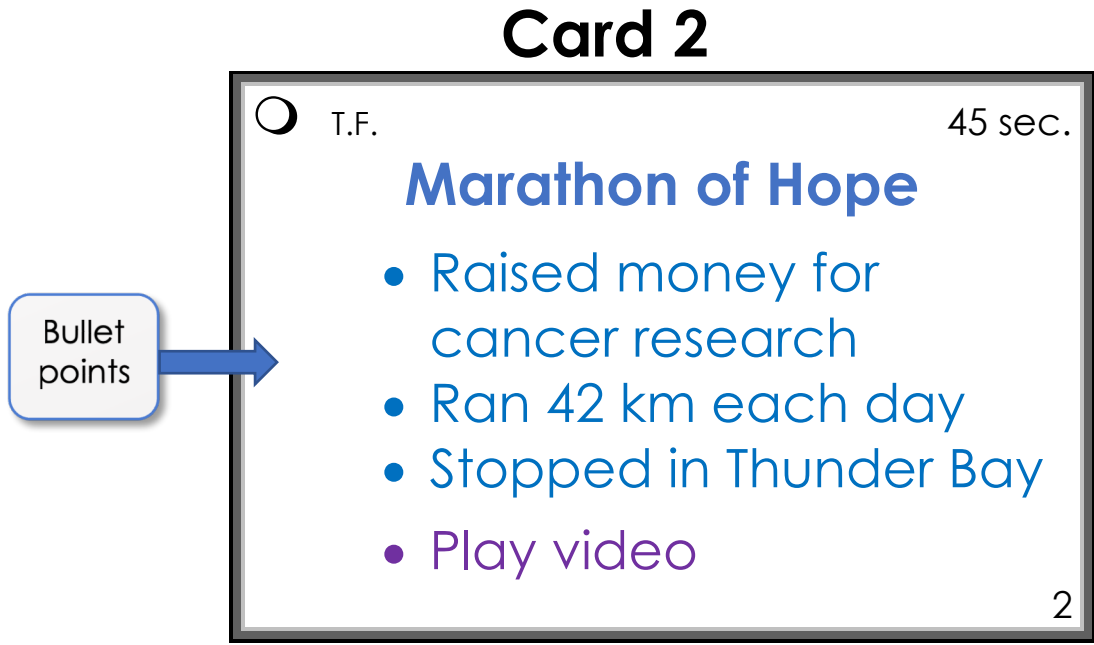 Card 2
T.F.
45 sec.
Marathon of Hope
• Raised money for
cancer research
• Ran 42 km each day
• Stopped in Thunder Bay
• Play video
2
Bullet
points